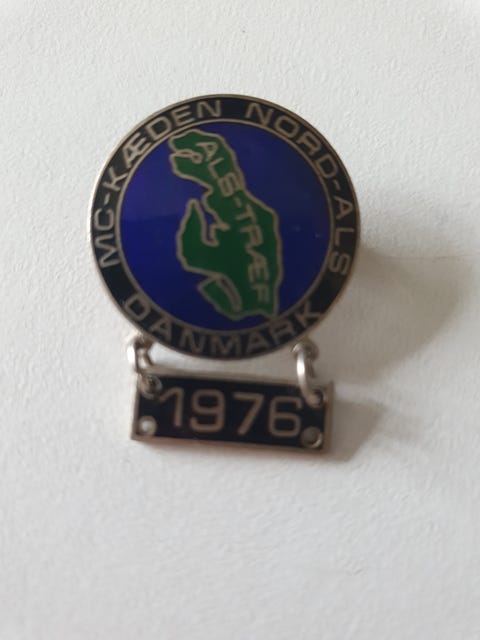 MC-KÆDEN NORD-ALS
ALS-TRÆF
DANMARK
1976